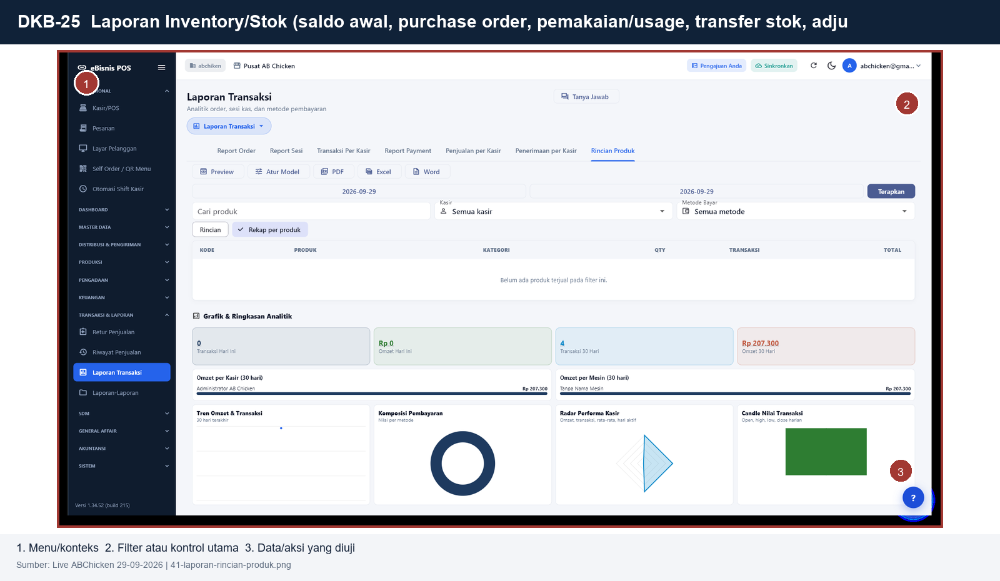 DKB-25 Laporan Inventory/Stok (saldo awal, purchase order, pemakaian/usage, transfer stok, adju
eBisnis POS
abchiken
Pusat AB Chicken
Pengajuan Anda
Sinkronkan
A
abchicken@gma...
1
IONAL
Kasir/POS
Pesanan
Layar Pelanggan
Self Order / QR Menu
Otomasi Shift Kasir
DASHBOARD
MASTER DATA
DISTRIBUSI & PENGIRIMAN
PRODUKSI
PENGADAAN
KEUANGAN
TRANSAKSI & LAPORAN
Retur Penjualan
Riwayat Penjualan
Laporan Transaksi
Laporan-Laporan
SDM
GENERAL AFFAIR
AKUNTANSI
SISTEM
Versi 1.34.52 (build 215)
Laporan Transaksi
Analitik order, sesi kas, dan metode pembayaran
Tanya Jawab
2
Laporan Transaksi
Report Order
Report Sesi
Transaksi Per Kasir
Report Payment
Penjualan per Kasir
Penerimaan per Kasir
Rincian Produk
Preview
Atur Model
PDF
Excel
Word
2026-09-29
2026-09-29
Terapkan
Cari produk
Kasir
Semua kasir
Metode Bayar
Semua metode
Rincian
Rekap per produk
KODE
PRODUK
KATEGORI
QTY
TRANSAKSI
TOTAL
Belum ada produk terjual pada filter ini.
Grafik & Ringkasan Analitik
0
Transaksi Hari Ini
Rp 0
Omzet Hari Ini
4
Transaksi 30 Hari
Rp 207.300
Omzet 30 Hari
Omzet per Kasir (30 hari)
Administrator AB Chicken
Rp 207.300
Omzet per Mesin (30 hari)
Tanpa Nama Mesin
Rp 207.300
Tren Omzet & Transaksi
30 hari terakhir
Komposisi Pembayaran
Nilai per metode
Radar Performa Kasir
Omzet, transaksi, rata-rata, hari aktif
Candle Nilai Transaksi
Open, high, low, close harian
3
?
1. Menu/konteks 2. Filter atau kontrol utama 3. Data/aksi yang diuji
Sumber: Live ABChicken 29-09-2026 | 41-laporan-rincian-produk.png